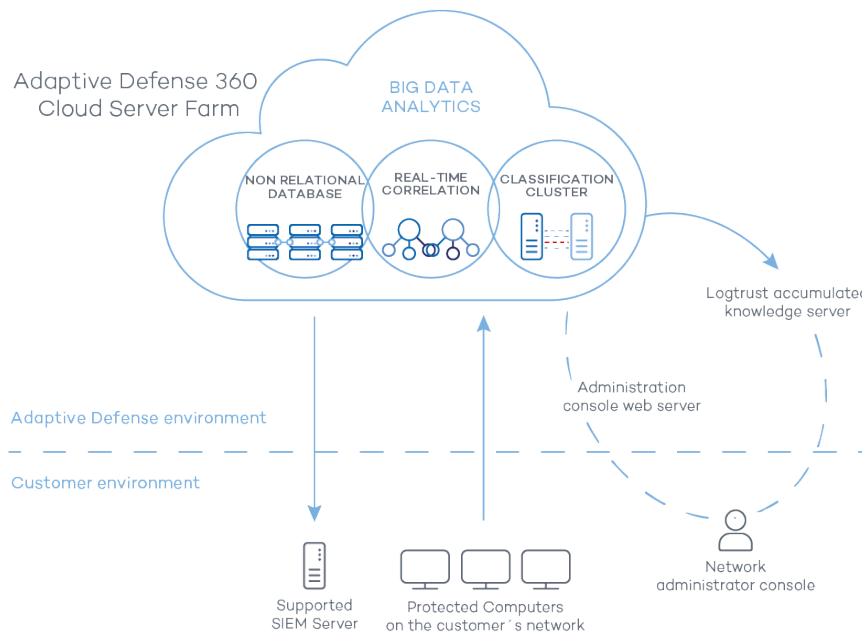 Adaptive Defense 360
Cloud Server Farm
BIG DATA
ANALYTICS
NON RELATIONAL
DATABASE
REAL-TIME
CORRELATION
CLASSIFICATION
CLUSTER
Logtrust accumulated
knowledge server
Administration
console web server
Adaptive Defense environment
Customer environment
Supported
SIEM Server
Protected Computers
on the customer´s network
Network
administrator console